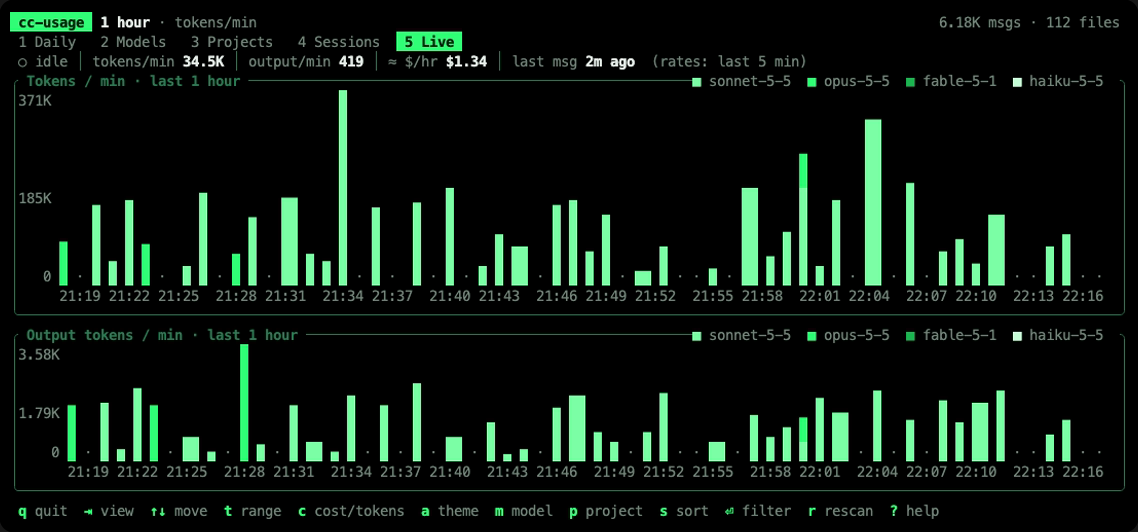 cc-usage 1 hour · tokens/min 6.18K msgs · 112 files
1 Daily 2 Models 3 Projects 4 Sessions 5 Live
○ idle │ tokens/min 34.5K │ output/min 419 │ ≈ $/hr $1.34 │ last msg 2m ago (rates: last 5 min)
Tokens / min · last 1 hour ■ sonnet-5-5 ■ opus-5-5 ■ fable-5-1 ■ haiku-5-5
371K
185K
0
21:19 21:22 21:25 21:28 21:31 21:34 21:37 21:40 21:43 21:46 21:49 21:52 21:55 21:58 22:01 22:04 22:07 22:10 22:13 22:16
Output tokens / min · last 1 hour ■ sonnet-5-5 ■ opus-5-5 ■ fable-5-1 ■ haiku-5-5
3.58K
1.79K
0
21:19 21:22 21:25 21:28 21:31 21:34 21:37 21:40 21:43 21:46 21:49 21:52 21:55 21:58 22:01 22:04 22:07 22:10 22:13 22:16
q quit ⇥ view ↑↓ move t range c cost/tokens a theme m model p project s sort ⏎ filter r rescan ? help